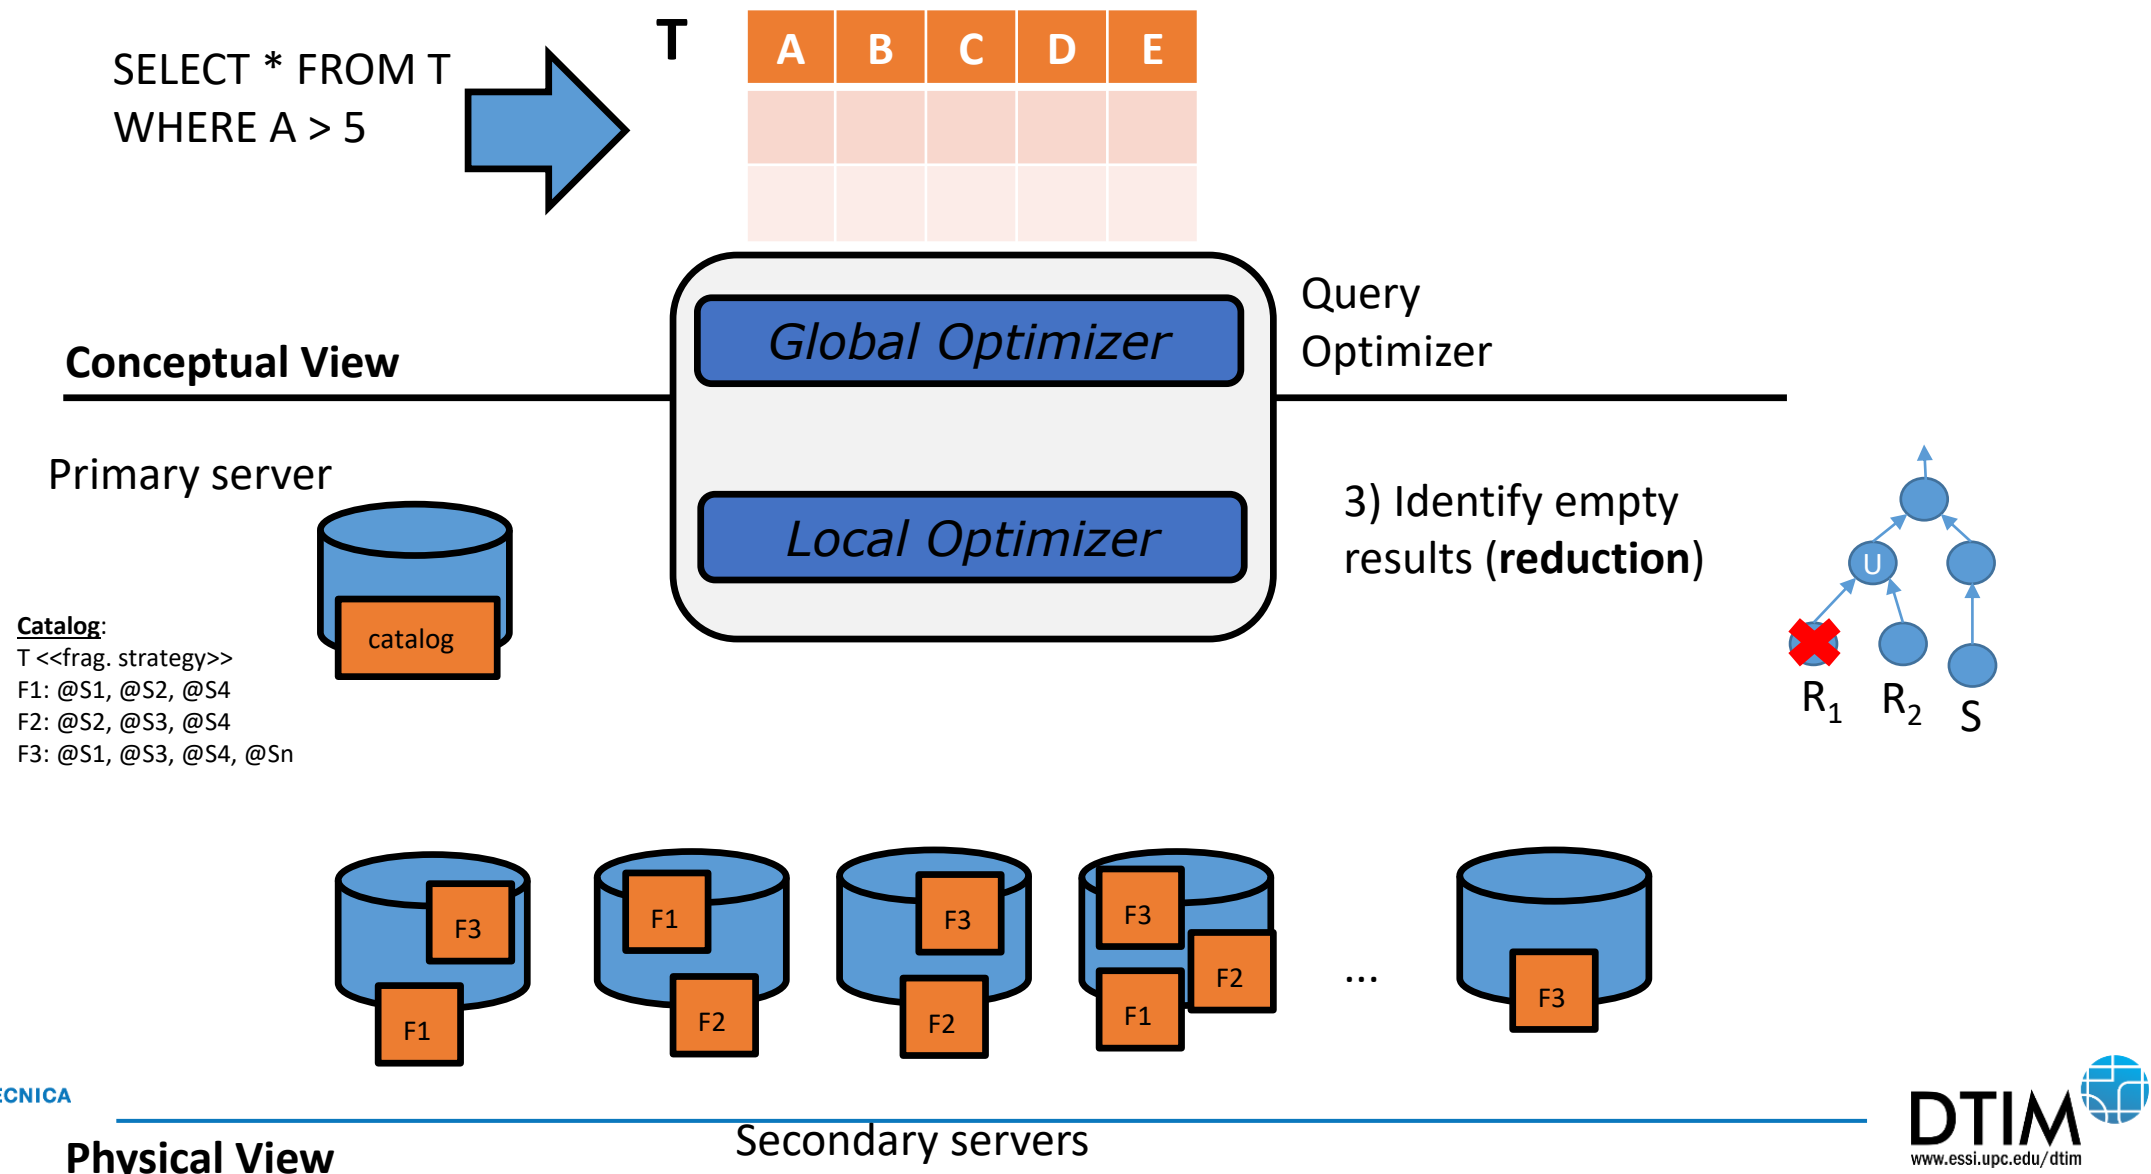 SELECT * FROM T
WHERE A > 5
T
A B C D E
Global Optimizer
Query
Optimizer
Conceptual View
Primary server
Local Optimizer
3) Identify empty
results (reduction)
U
R1 R2 S
catalog
Catalog:
T <<frag. strategy>>
F1: @S1, @S2, @S4
F2: @S2, @S3, @S4
F3: @S1, @S3, @S4, @Sn
F3
F1
F1
F2
F3
F2
F3
F2
F1
...
F3
ECNICA
Secondary servers
Physical View
DTIM
www.essi.upc.edu/dtim